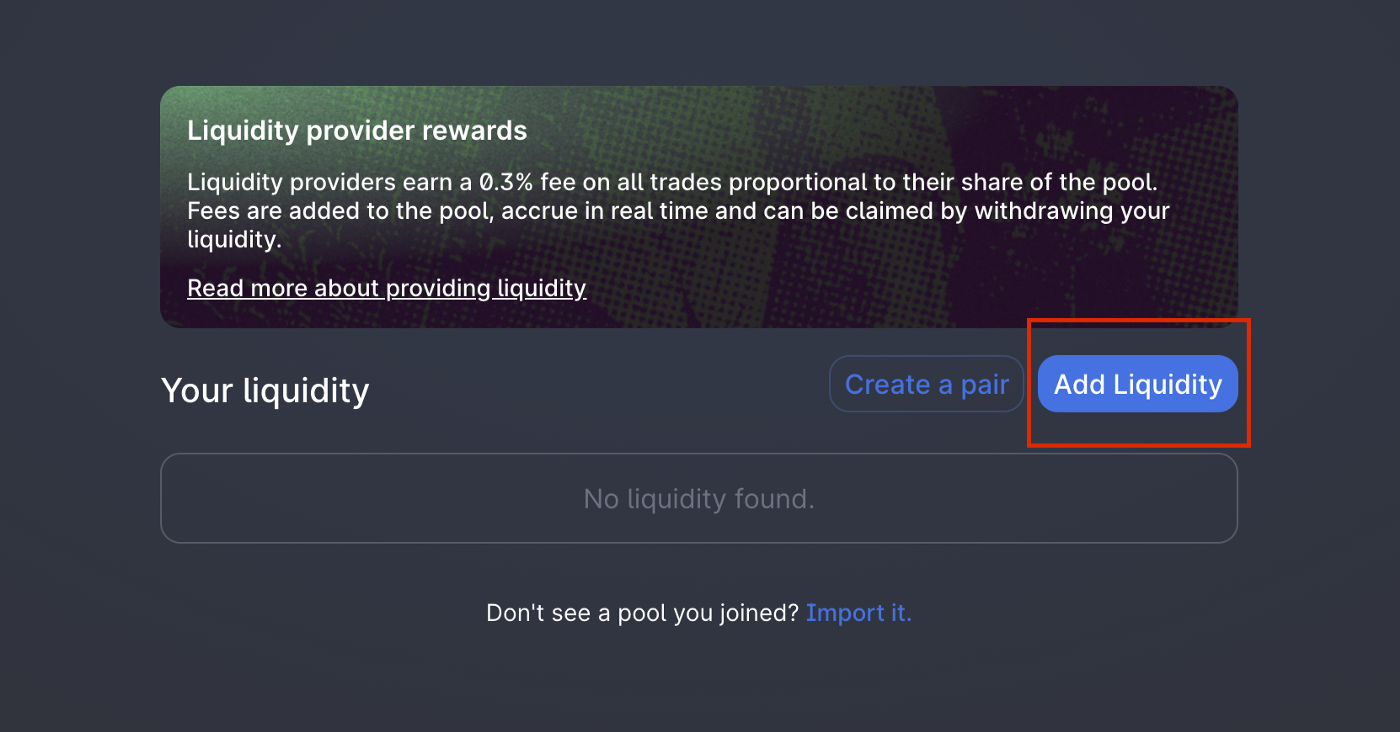 Liquidity provider rewards
Liquidity providers earn a 0.3% fee on all trades proportional to their share of the pool.
Fees are added to the pool, accrue in real time and can be claimed by withdrawing your
liquidity.
Read more about providing liquidity
Your liquidity
Create a pair
Add Liquidity
No liquidity found.
Don't see a pool you joined? Import it.